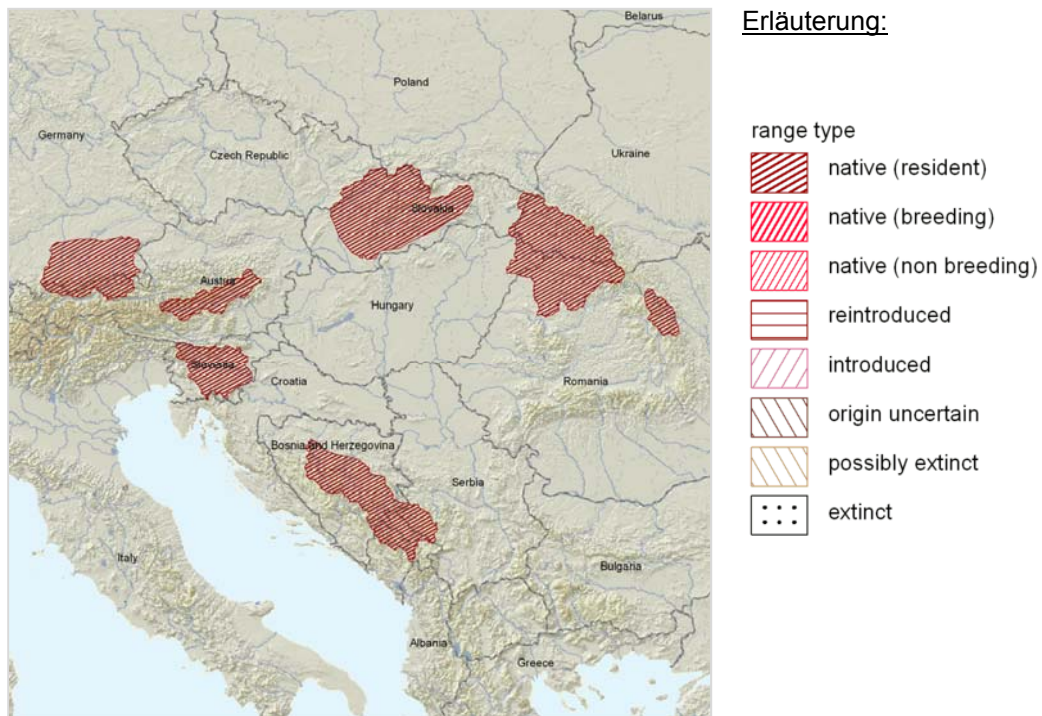 Belarus
Poland
Germany
Ukraine
Czech Republic
Slovakia
Austria
Hungary
Slovenia
Croatia
Romania
Bosnia and Herzegovina
Serbia
Italy
Bulgaria
Albania
Greece
Erläuterung:
range type
native (resident)
native (breeding)
native (non breeding)
reintroduced
introduced
origin uncertain
possibly extinct
extinct